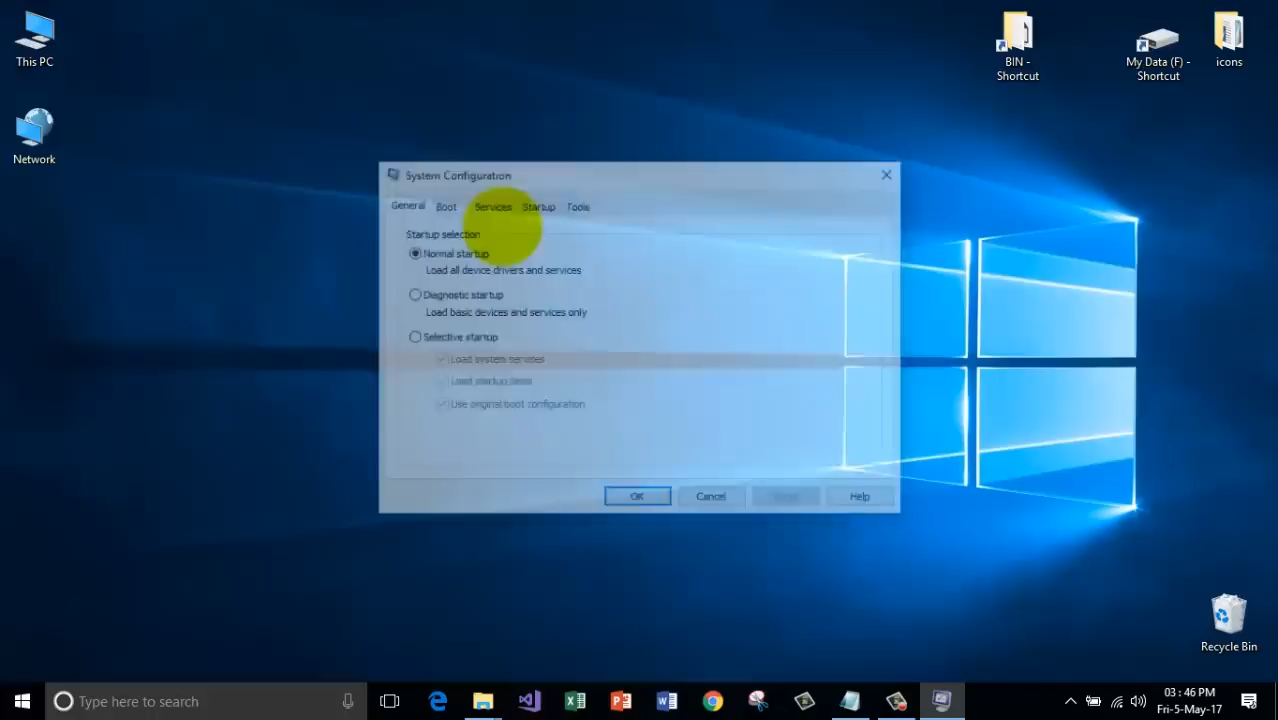 This PC
Network
BIN -
Shortcut
My Data (F) -
Shortcut
icons
System Configuration
General Boot Services Startup Tools
Startup selection
Normal startup
Load all device drivers and services
Diagnostic startup
Load basic devices and services only
Selective startup
Load system services
Load startup items
Use original boot configuration
OK Cancel Help
Recycle Bin
Type here to search
03:46 PM
Fri-5-May-17